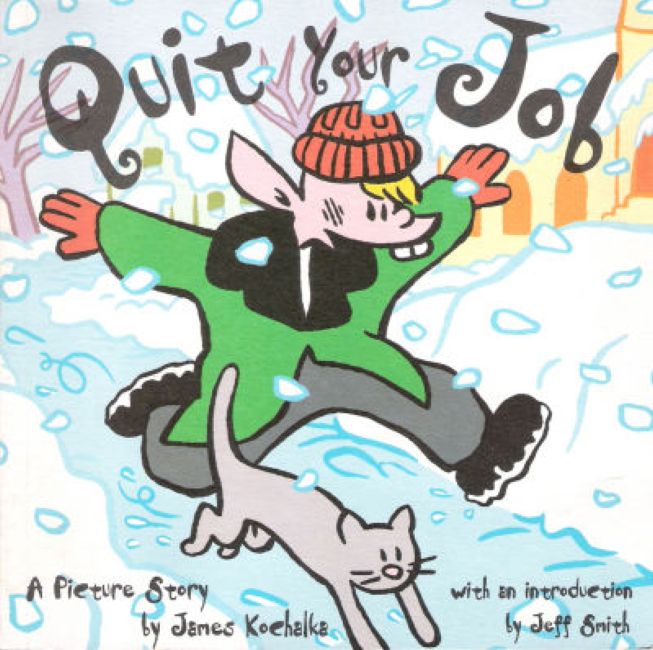 Quit Your Job
A Picture Story
by James Kochalka
with an introduction
by Jeff Smith